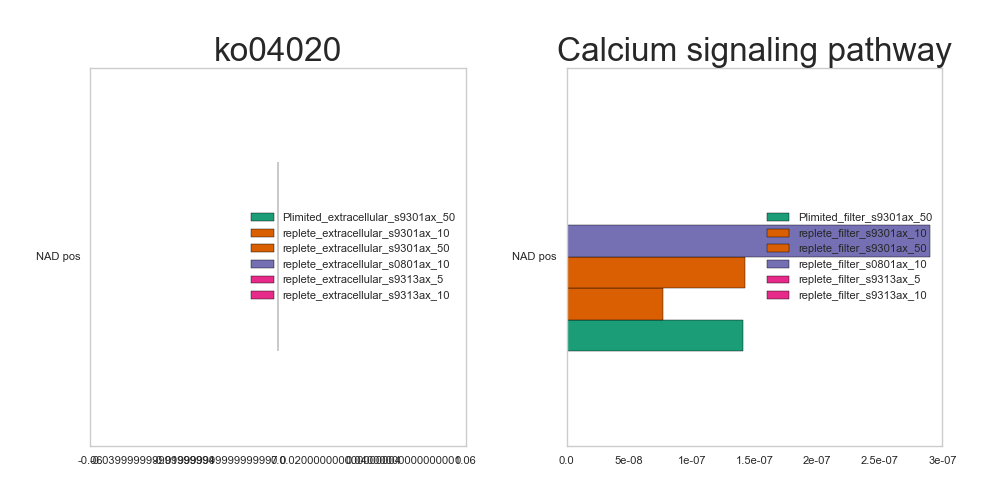 ko04020
Calcium signaling pathway
Plimited_extracellular_s9301ax_50
replete_extracellular_s9301ax_10
replete_extracellular_s9301ax_50
replete_extracellular_s0801ax_10
replete_extracellular_s9313ax_5
replete_extracellular_s9313ax_10
NAD pos
Plimited_filter_s9301ax_50
replete_filter_s9301ax_10
replete_filter_s9301ax_50
replete_filter_s0801ax_10
replete_filter_s9313ax_5
replete_filter_s9313ax_10
NAD pos
0.06
0.0 5e-08 1e-07 1.5e-07 2e-07 2.5e-07 3e-07